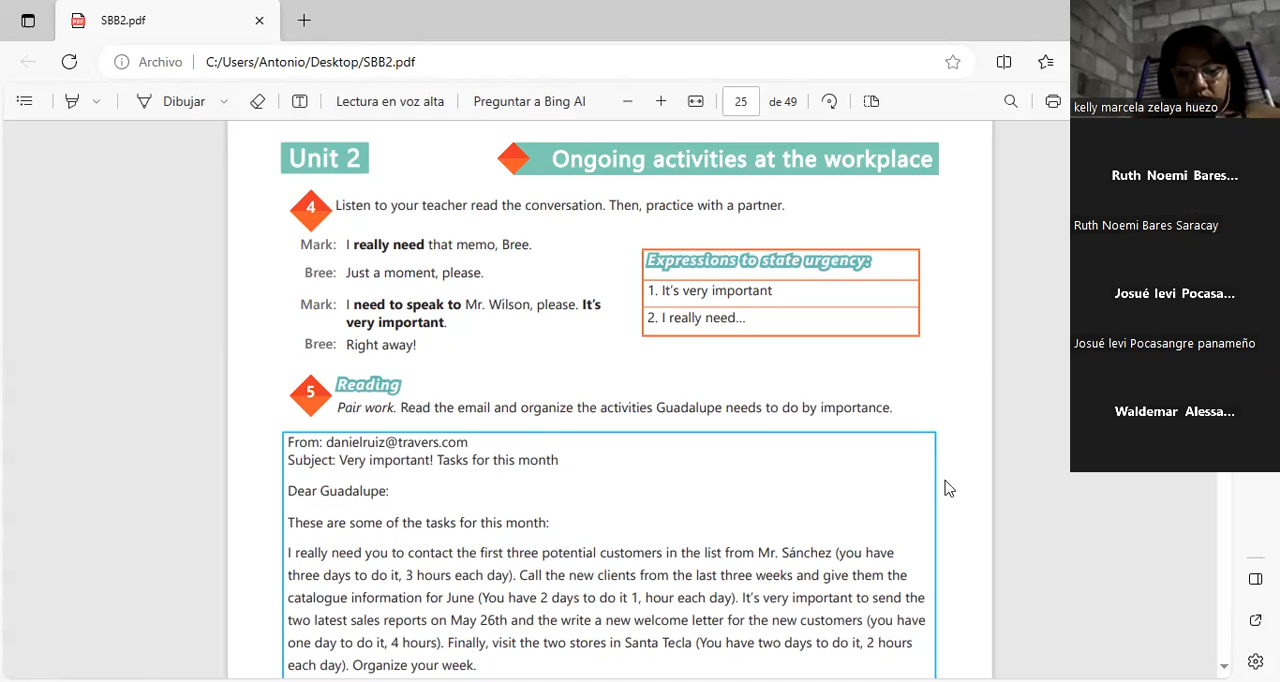 SBB2.pdf
Archivo
C:/Users/Antonio/Desktop/SBB2.pdf
Dibujar
Lectura en voz alta
Preguntar a Bing AI
25
de 49
Unit 2
Ongoing activities at the workplace
4
Listen to your teacher read the conversation. Then, practice with a partner.
Mark: I really need that memo, Bree.
Bree: Just a moment, please.
Mark: I need to speak to Mr. Wilson, please. It's
very important.
Bree: Right away!
Expressions to state urgency:
1. It's very important
2. I really need...
5
Reading
Pair work. Read the email and organize the activities Guadalupe needs to do by importance.
From: danielruiz@travers.com
Subject: Very important! Tasks for this month
Dear Guadalupe:
These are some of the tasks for this month:
I really need you to contact the first three potential customers in the list from Mr. Sánchez (you have
three days to do it, 3 hours each day). Call the new clients from the last three weeks and give them the
catalogue information for June (You have 2 days to do it 1, hour each day). It's very important to send the
two latest sales reports on May 26th and the write a new welcome letter for the new customers (you have
one day to do it, 4 hours). Finally, visit the two stores in Santa Tecla (You have two days to do it, 2 hours
each day). Organize your week.
kelly marcela zelaya huezo
Ruth Noemi Bares...
Ruth Noemi Bares Saracay
Josué levi Pocasa...
Josué levi Pocasangre panameño
Waldemar Alessa...